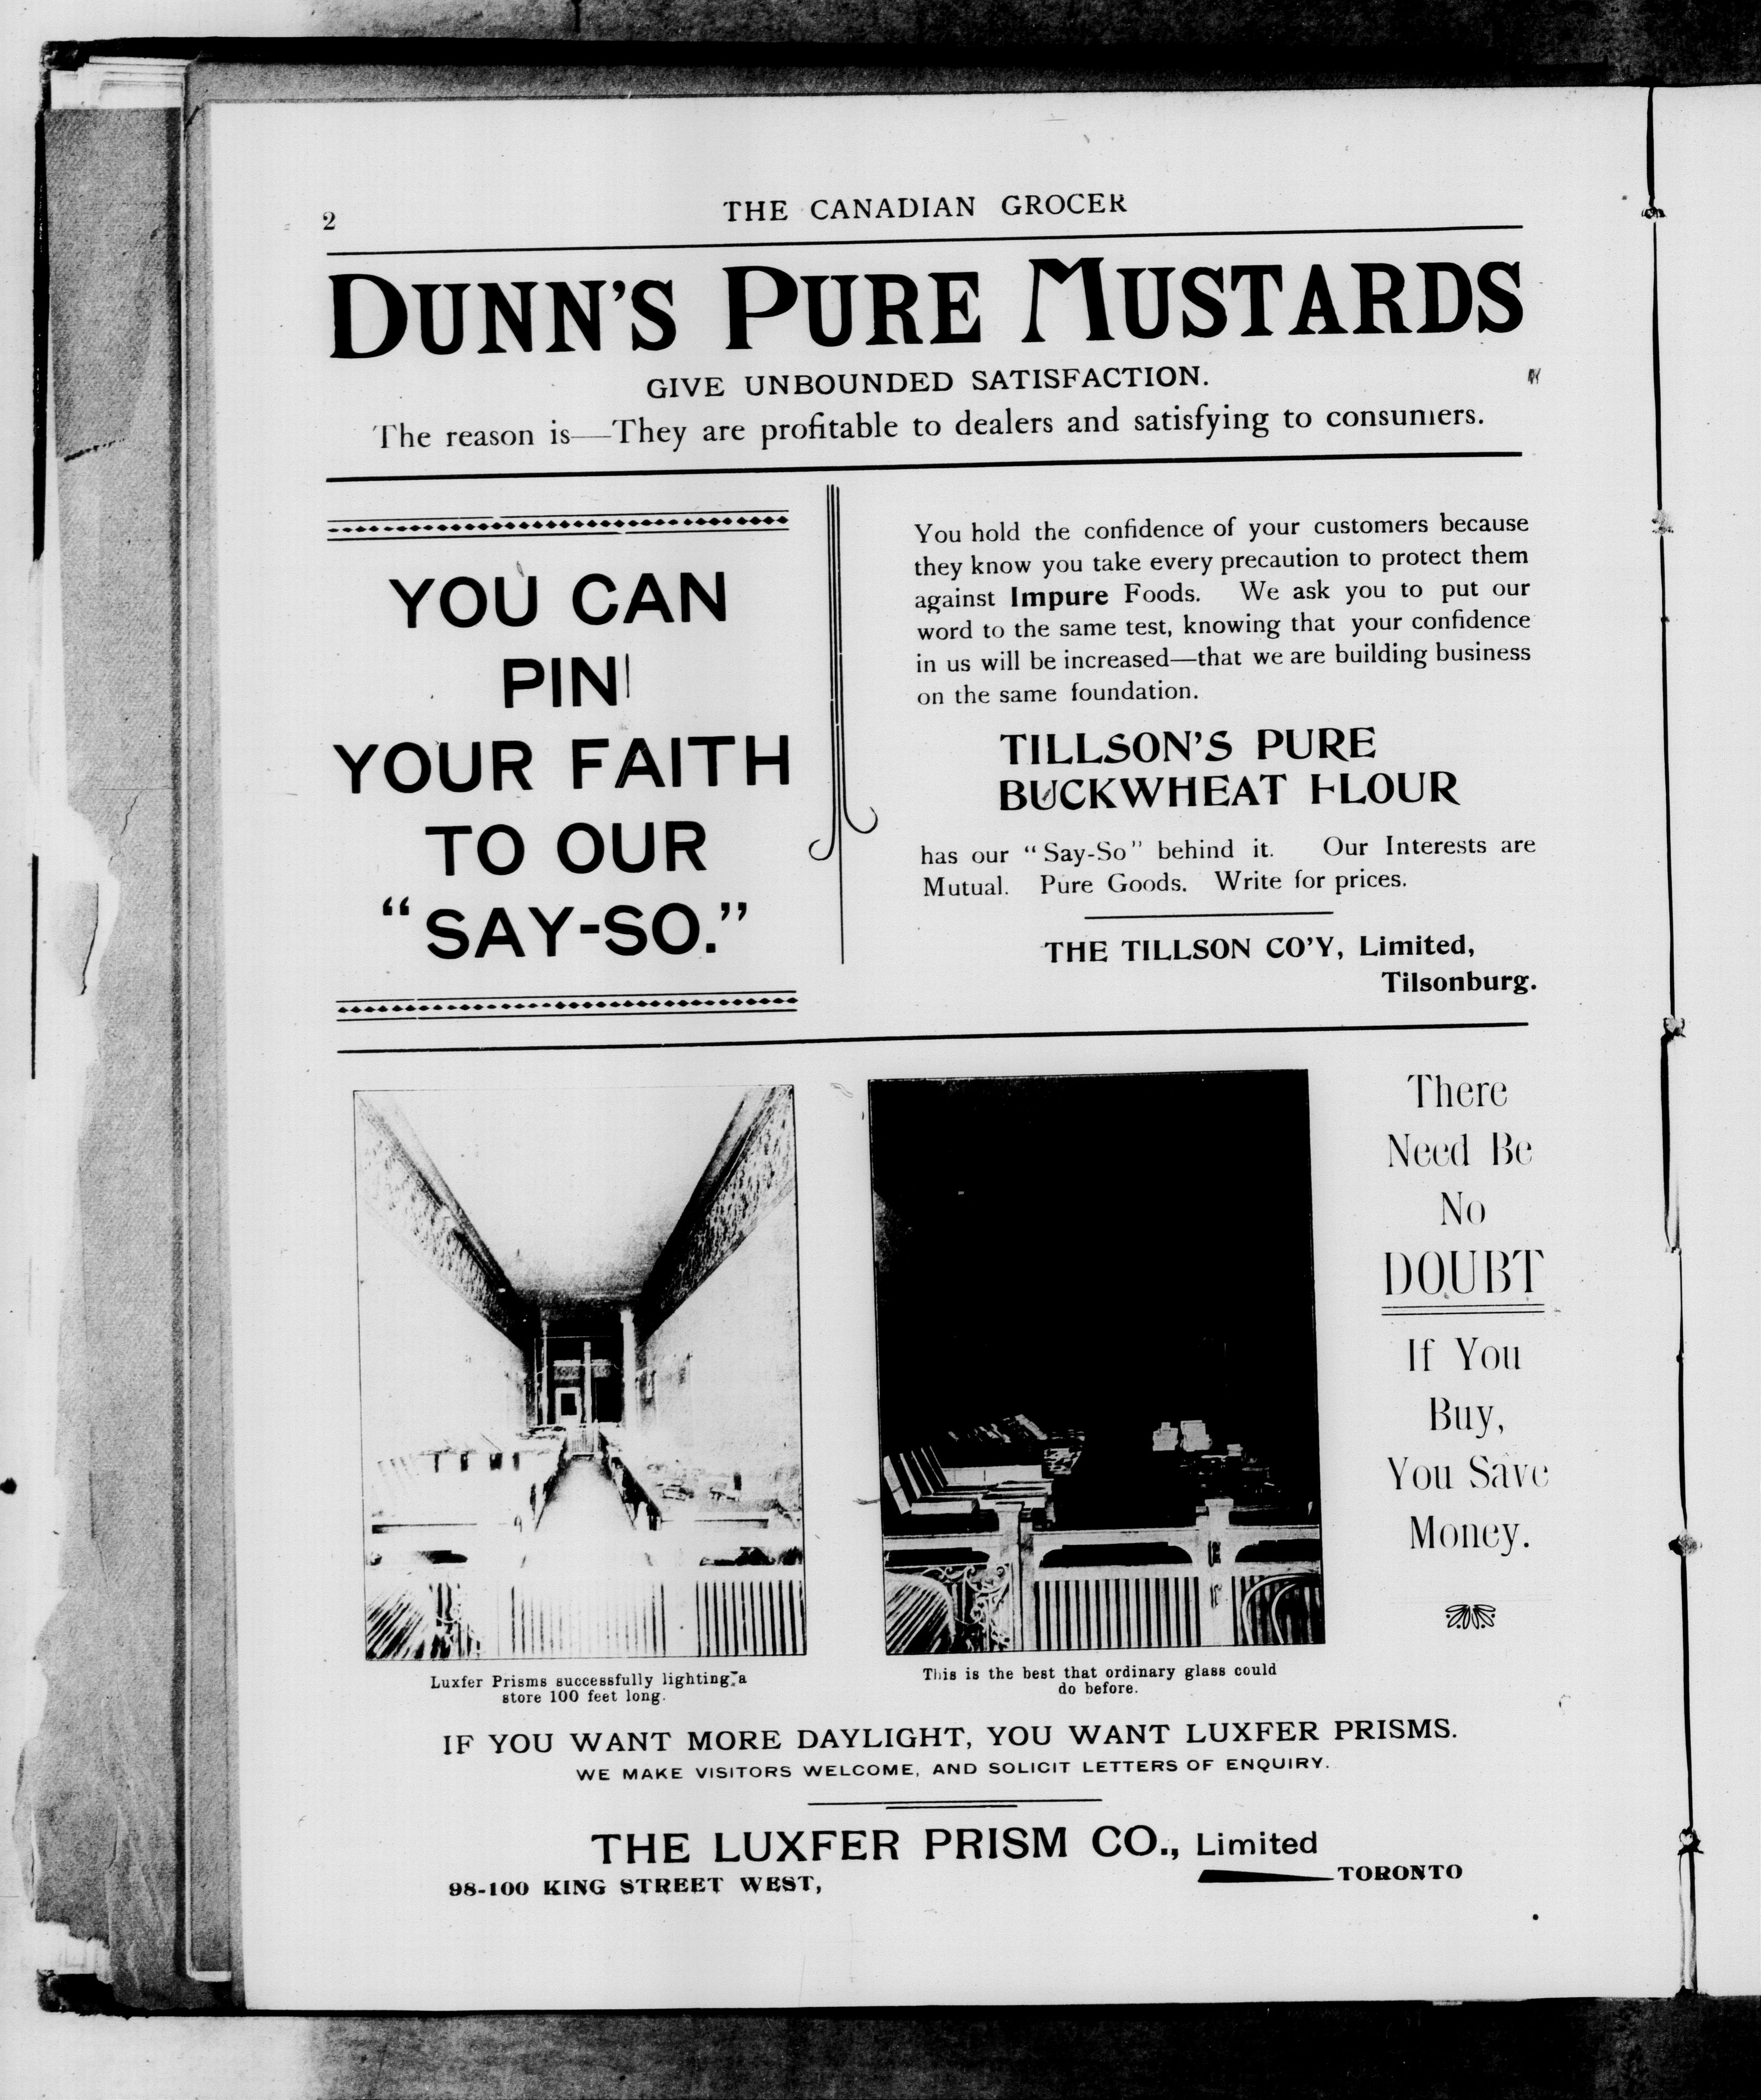 2
THE CANADIAN GROCER
DUNN'S PURE MUSTARDS
GIVE UNBOUNDED SATISFACTION.
The reason is—They are profitable to dealers and satisfying to consumers.
YOU CAN
PIN
YOUR FAITH
TO OUR
“SAY-SO.”
You hold the confidence of your customers because
they know you take every precaution to protect them
against Impure Foods. We ask you to put our
word to the same test, knowing that your confidence
in us will be increased—that we are building business
on the same foundation.
TILLSON'S PURE
BUCKWHEAT FLOUR
has our “Say-So” behind it. Our Interests are
Mutual. Pure Goods. Write for prices.
THE TILLSON CO'Y, Limited,
Tilsonburg.
There
Need Be
No
DOUBT
If You
Buy,
You Save
Money.
Luxfer Prisms successfully lighting a
store 100 feet long.
This is the best that ordinary glass could
do before.
IF YOU WANT MORE DAYLIGHT, YOU WANT LUXFER PRISMS.
WE MAKE VISITORS WELCOME, AND SOLICIT LETTERS OF ENQUIRY.
THE LUXFER PRISM CO., Limited
98-100 KING STREET WEST,
TORONTO